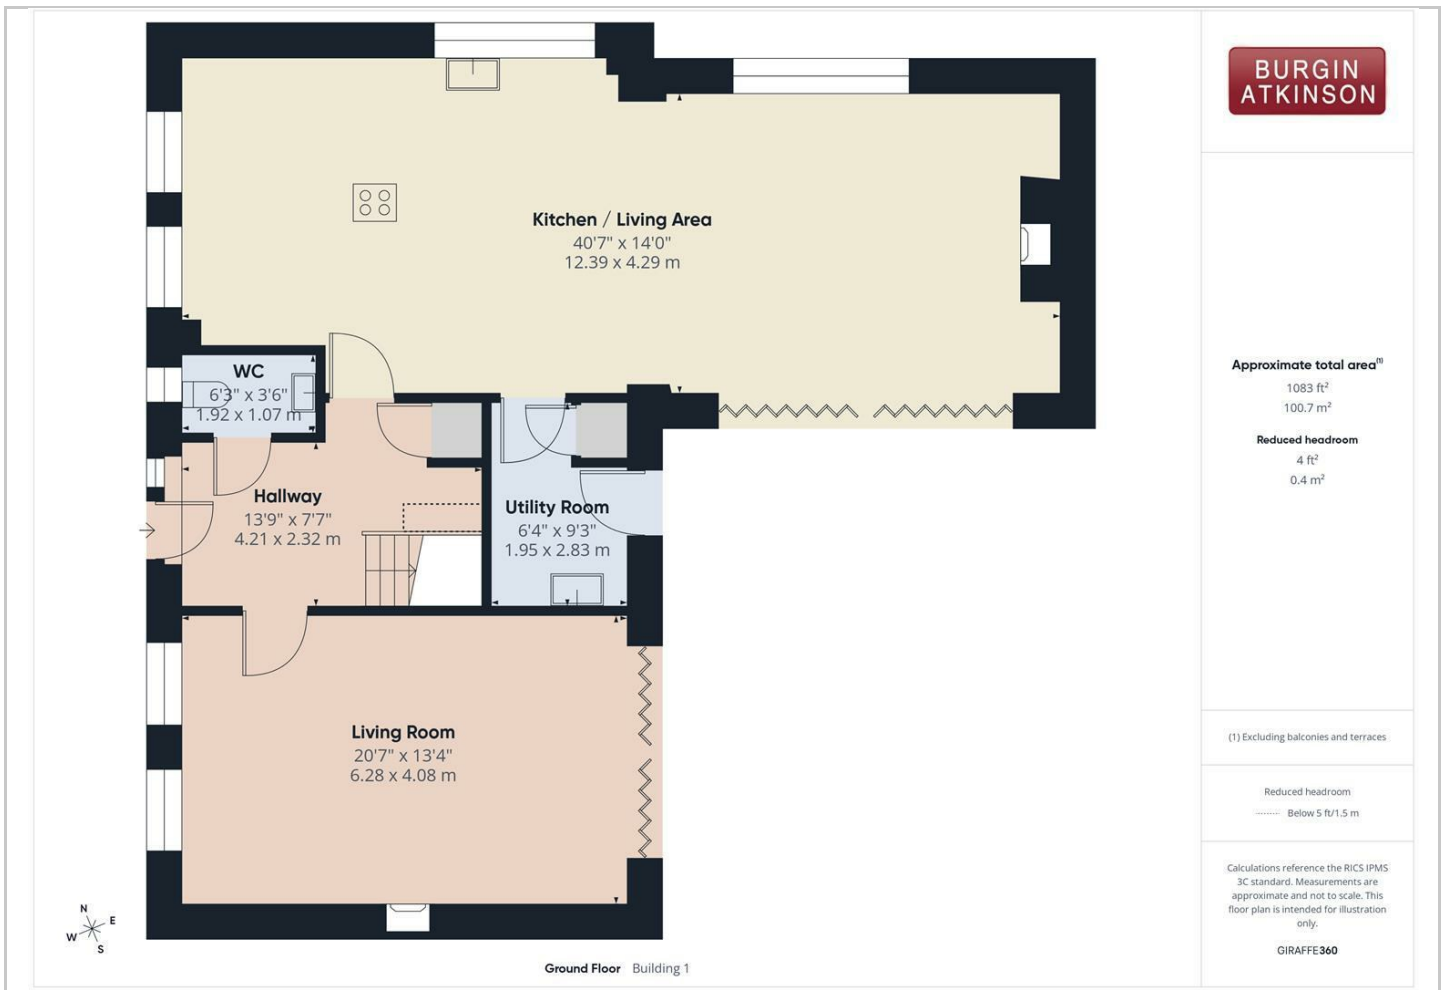 BURGIN
ATKINSON
Kitchen / Living Area
40'7" x 14'0"
12.39 x 4.29 m
WC
6'3" x 3'6"
1.92 x 1.07 m
Hallway
13'9" x 7'7"
4.21 x 2.32 m
Utility Room
6'4" x 9'3"
1.95 x 2.83 m
Living Room
20'7" x 13'4"
6.28 x 4.08 m
N
E
W
S
Ground Floor Building 1
Approximate total area(1)
1083 ft²
100.7 m²
Reduced headroom
4 ft²
0.4 m²
(1) Excluding balconies and terraces
Reduced headroom
Below 5 ft/1.5 m
Calculations reference the RICS IPMS
3C standard. Measurements are
approximate and not to scale. This
floor plan is intended for illustration
only.
GIRAFFE360